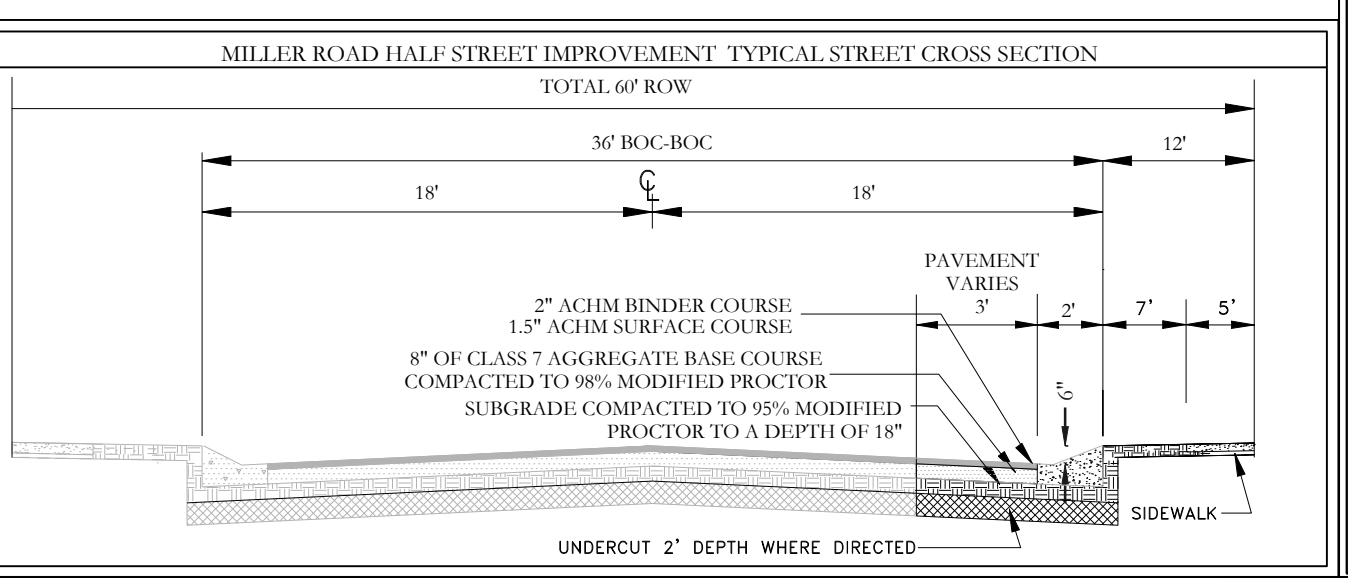 MILLER ROAD HALF STREET IMPROVEMENT TYPICAL STREET CROSS SECTION
TOTAL 60' ROW
36' BOC-BOC
12'
18'
℄
18'
PAVEMENT
VARIES
3'
2'
7'
5'
2" ACHM BINDER COURSE
1.5" ACHM SURFACE COURSE
8" OF CLASS 7 AGGREGATE BASE COURSE
COMPACTED TO 98% MODIFIED PROCTOR
SUBGRADE COMPACTED TO 95% MODIFIED
PROCTOR TO A DEPTH OF 18"
6"
SIDEWALK
UNDERCUT 2' DEPTH WHERE DIRECTED